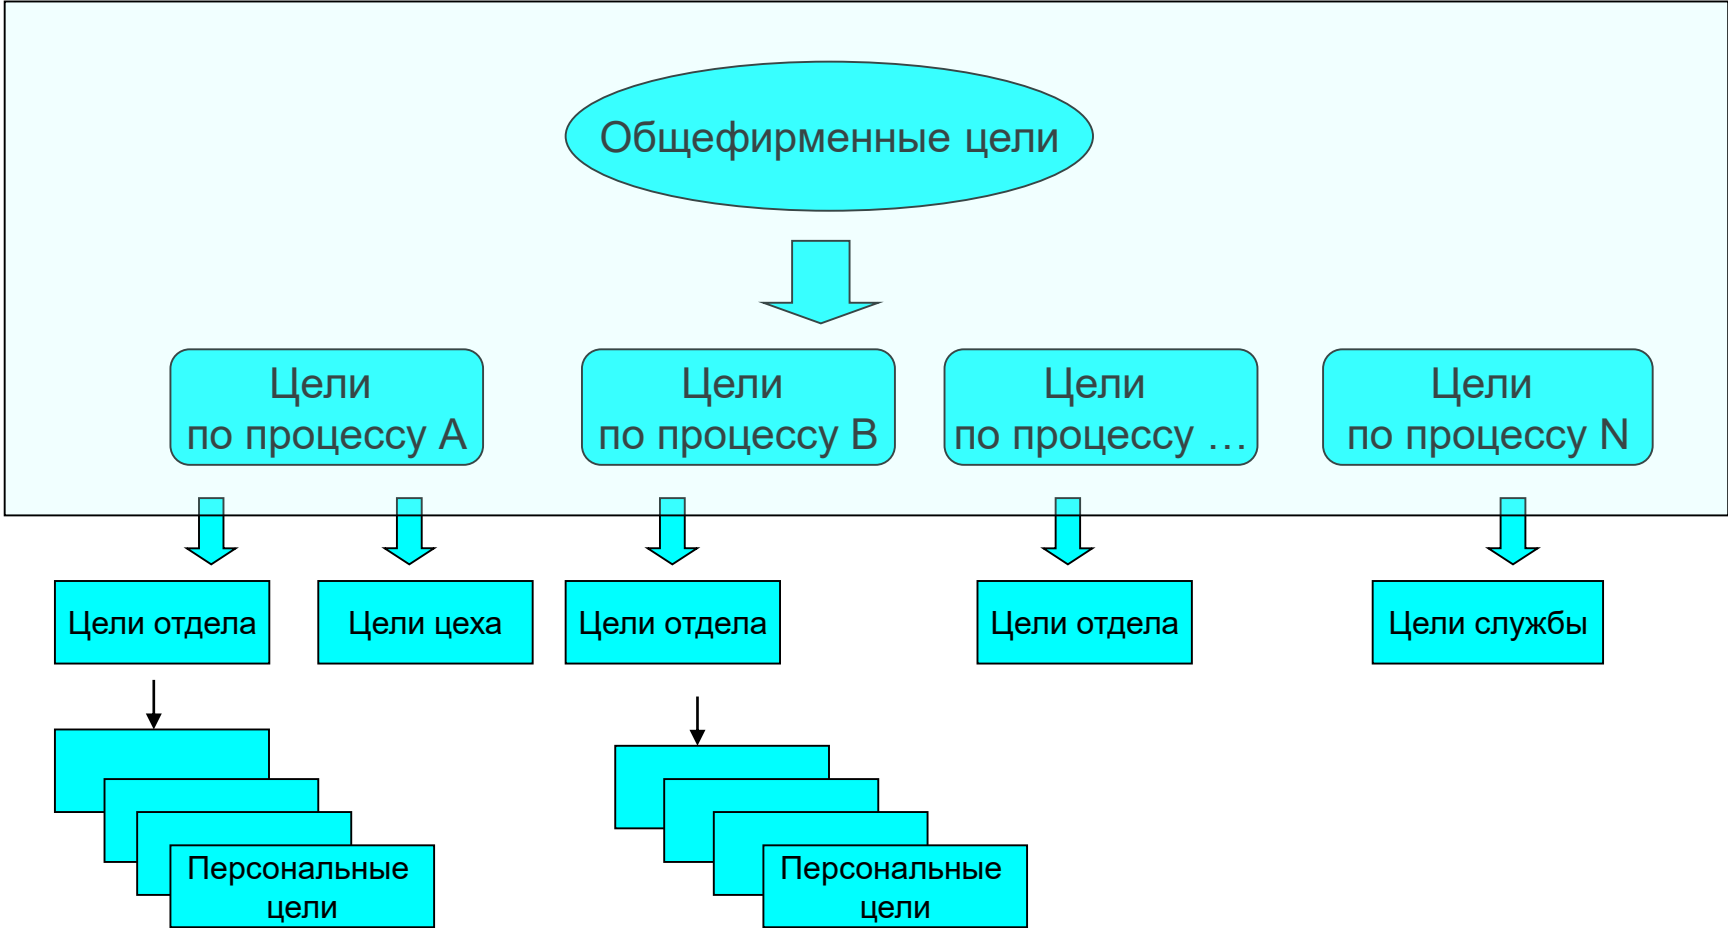 Общефирменные цели
Цели
по процессу A
Цели
по процессу B
Цели
по процессу …
Цели
по процессу N
Цели отдела
Цели цеха
Цели отдела
Цели отдела
Цели службы
Персональные
цели
Персональные
цели